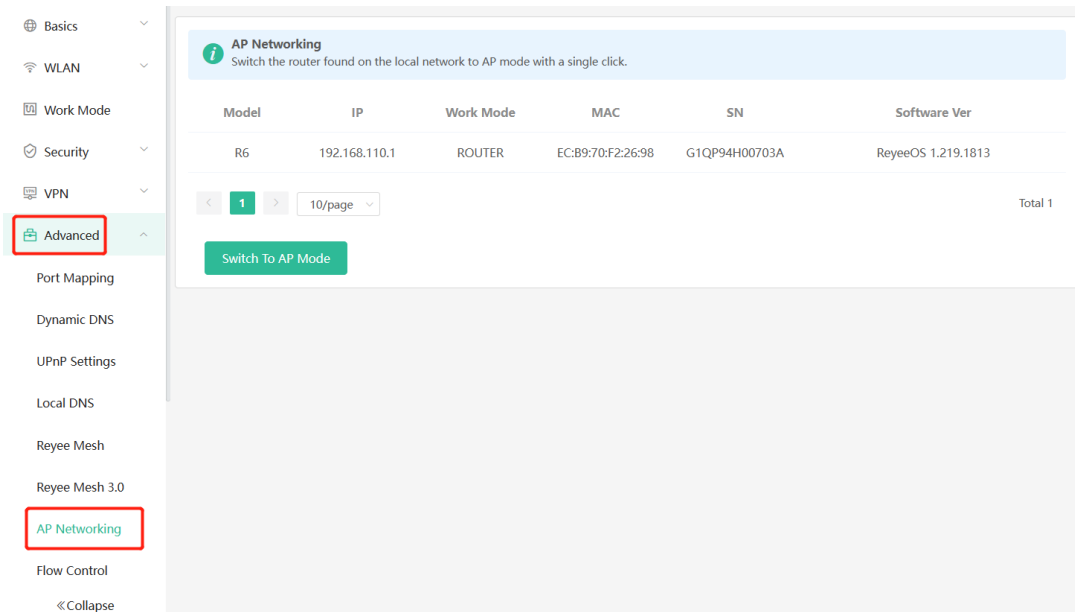 Basics
WLAN
Work Mode
Security
VPN
Advanced
Port Mapping
Dynamic DNS
UPnP Settings
Local DNS
Reyee Mesh
Reyee Mesh 3.0
AP Networking
Flow Control
«Collapse
AP Networking
Switch the router found on the local network to AP mode with a single click.
Model IP Work Mode MAC SN Software Ver
R6 192.168.110.1 ROUTER EC:B9:70:F2:26:98 G1QP94H00703A ReyeeOS 1.219.1813
< 1 > 10/page Total 1
Switch To AP Mode